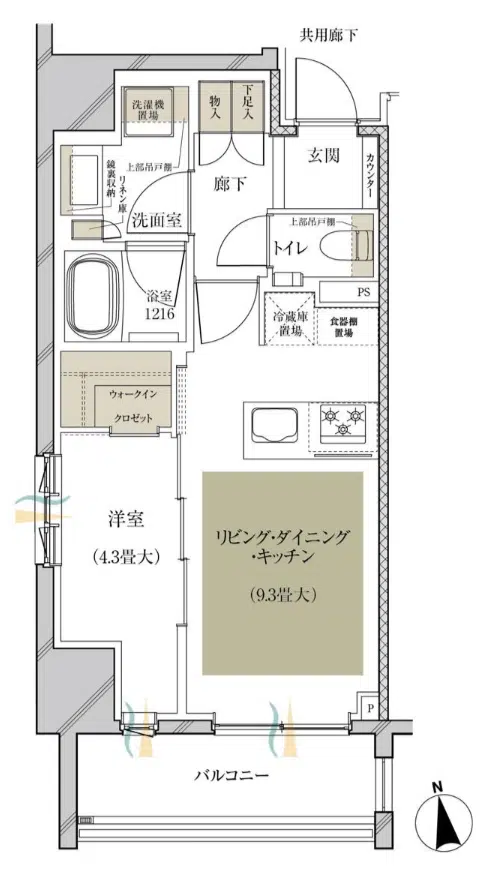 共用廊下
洗濯機
置場
物入
下足入
玄関
カウンター
上部吊戸棚
廊下
鏡裏収納
リネン庫
洗面室
上部吊戸棚
トイレ
浴室
1216
PS
冷蔵庫
置場
食器棚
置場
ウォークイン
クロゼット
洋室
(4.3畳大)
リビング・ダイニング
・キッチン
(9.3畳大)
P
バルコニー
N